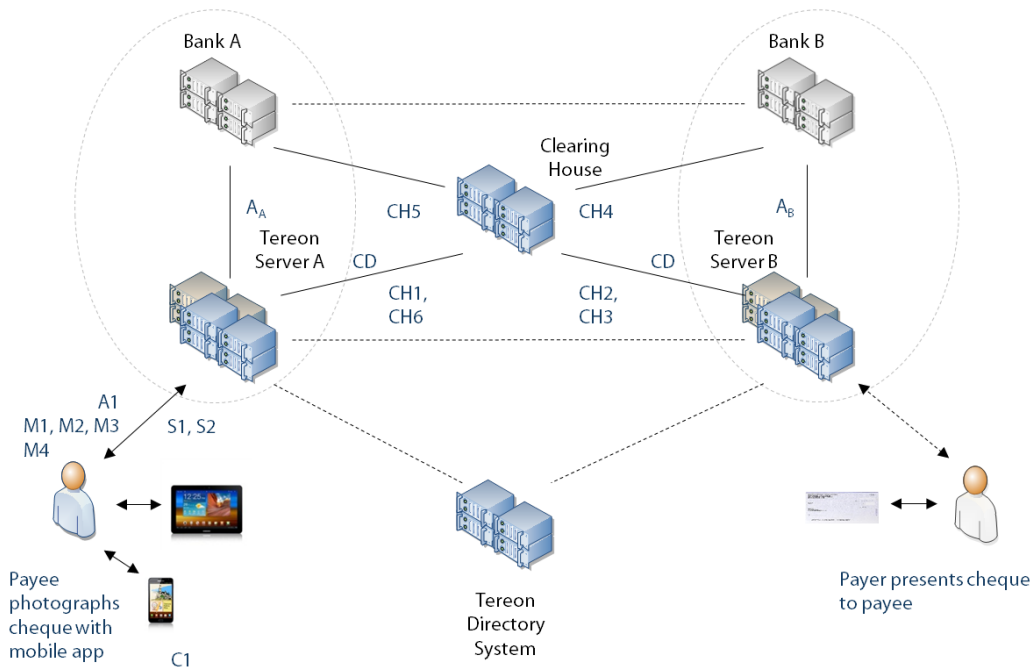 Bank A
Bank B
Clearing
House
A_A
CH5
CH4
A_B
Tereon
Server A
Tereon
Server B
CD
CD
CH1,
CH6
CH2,
CH3
A1
M1, M2, M3
M4
S1, S2
Payee
photographs
cheque with
mobile app
C1
Tereon
Directory
System
Payer presents cheque
to payee